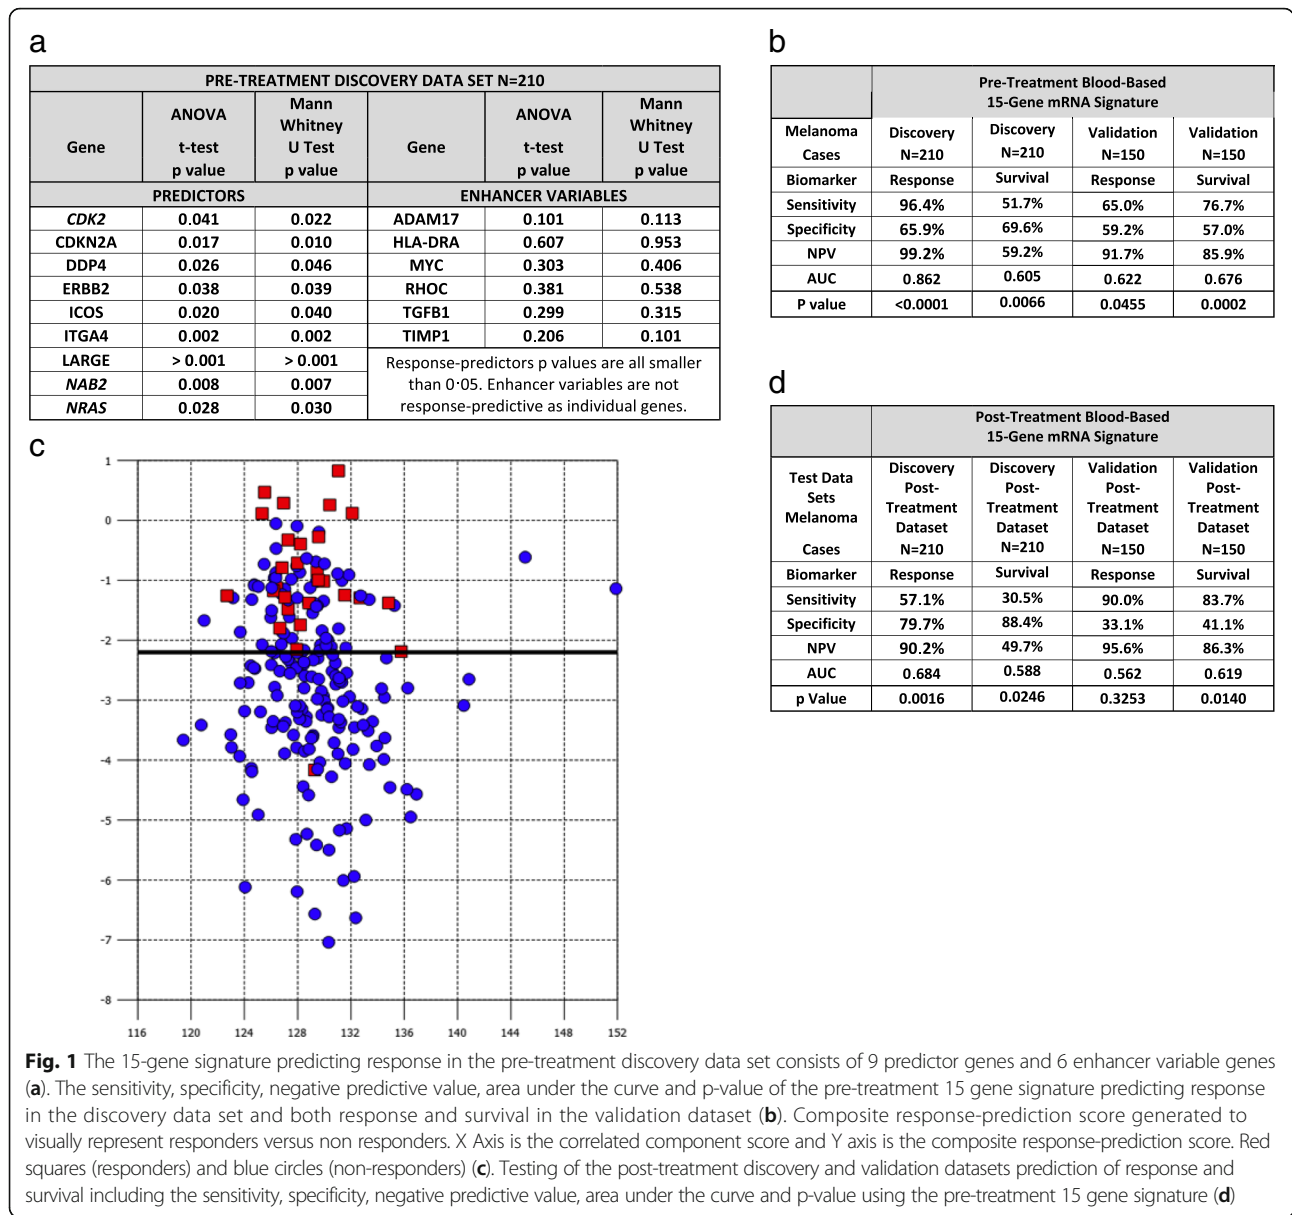 a
PRE-TREATMENT DISCOVERY DATA SET N=210
Gene ANOVA t-test p value Mann Whitney U Test p value Gene ANOVA t-test p value Mann Whitney U Test p value
PREDICTORS ENHANCER VARIABLES
CDK2 0.041 0.022 ADAM17 0.101 0.113
CDKN2A 0.017 0.010 HLA-DRA 0.607 0.953
DDP4 0.026 0.046 MYC 0.303 0.406
ERBB2 0.038 0.039 RHOC 0.381 0.538
ICOS 0.020 0.040 TGFB1 0.299 0.315
ITGA4 0.002 0.002 TIMP1 0.206 0.101
LARGE > 0.001 > 0.001
NAB2 0.008 0.007
NRAS 0.028 0.030
Response-predictors p values are all smaller
than 0·05. Enhancer variables are not
response-predictive as individual genes.
b
Pre-Treatment Blood-Based
15-Gene mRNA Signature
Melanoma Discovery Discovery Validation Validation
Cases N=210 N=210 N=150 N=150
Biomarker Response Survival Response Survival
Sensitivity 96.4% 51.7% 65.0% 76.7%
Specificity 65.9% 69.6% 59.2% 57.0%
NPV 99.2% 59.2% 91.7% 85.9%
AUC 0.862 0.605 0.622 0.676
P value <0.0001 0.0066 0.0455 0.0002
c
1
0
-1
-2
-3
-4
-5
-6
-7
-8
116 124 128 132 136 140 144 148 152
d
Post-Treatment Blood-Based
15-Gene mRNA Signature
Test Data Sets Melanoma Cases Discovery Post-Treatment Dataset N=210 Discovery Post-Treatment Dataset N=210 Validation Post-Treatment Dataset N=150 Validation Post-Treatment Dataset N=150
Biomarker Response Survival Response Survival
Sensitivity 57.1% 30.5% 90.0% 83.7%
Specificity 79.7% 88.4% 33.1% 41.1%
NPV 90.2% 49.7% 95.6% 86.3%
AUC 0.684 0.588 0.562 0.619
p Value 0.0016 0.0246 0.3253 0.0140
Fig. 1 The 15-gene signature predicting response in the pre-treatment discovery data set consists of 9 predictor genes and 6 enhancer variable genes
(a). The sensitivity, specificity, negative predictive value, area under the curve and p-value of the pre-treatment 15 gene signature predicting response
in the discovery data set and both response and survival in the validation dataset (b). Composite response-prediction score generated to
visually represent responders versus non responders. X Axis is the correlated component score and Y axis is the composite response-prediction score. Red
squares (responders) and blue circles (non-responders) (c). Testing of the post-treatment discovery and validation datasets prediction of response and
survival including the sensitivity, specificity, negative predictive value, area under the curve and p-value using the pre-treatment 15 gene signature (d)